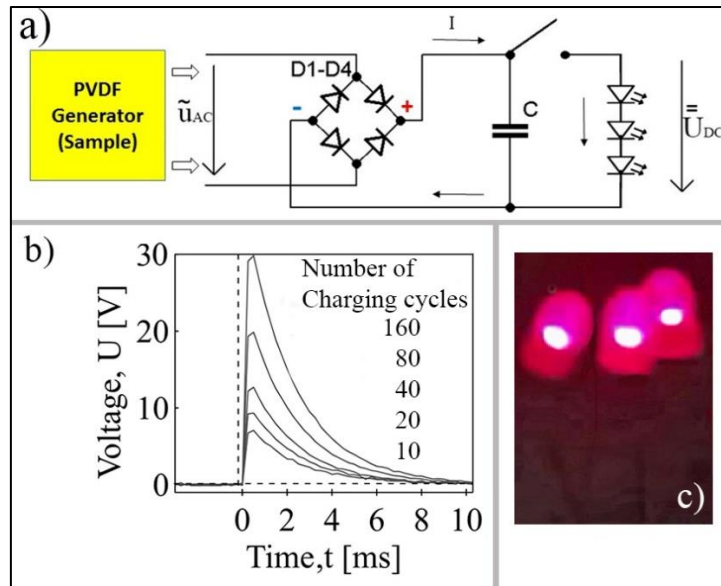 a)
PVDF
Generator
(Sample)
ũAC
D1-D4
-
+
I
C
U̿DC
b)
Voltage, U [V]
30
20
10
0
Number of
Charging cycles
160
80
40
20
10
0 2 4 6 8 10
Time,t [ms]
c)